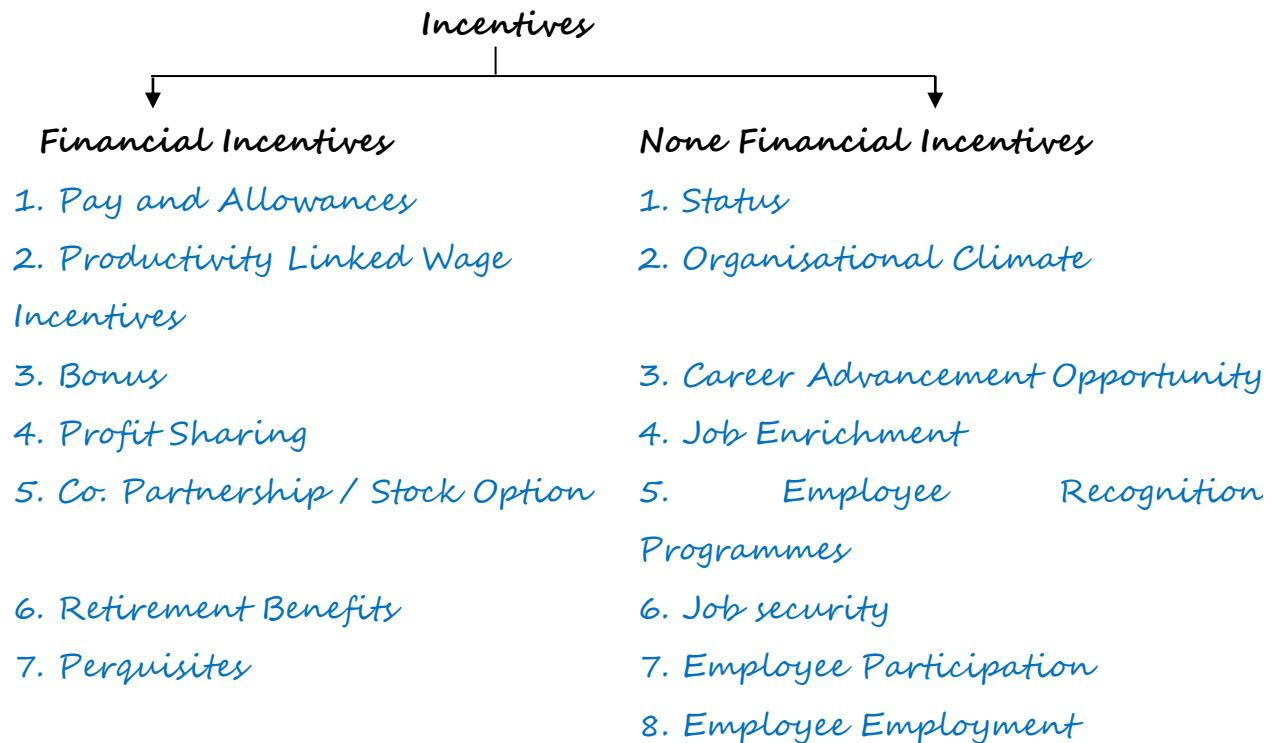 Incentives
Financial Incentives
1. Pay and Allowances
2. Productivity Linked Wage
Incentives
3. Bonus
4. Profit Sharing
5. Co. Partnership / Stock Option
6. Retirement Benefits
7. Perquisites
None Financial Incentives
1. Status
2. Organisational Climate
3. Career Advancement Opportunity
4. Job Enrichment
5. Employee Recognition
Programmes
6. Job security
7. Employee Participation
8. Employee Employment